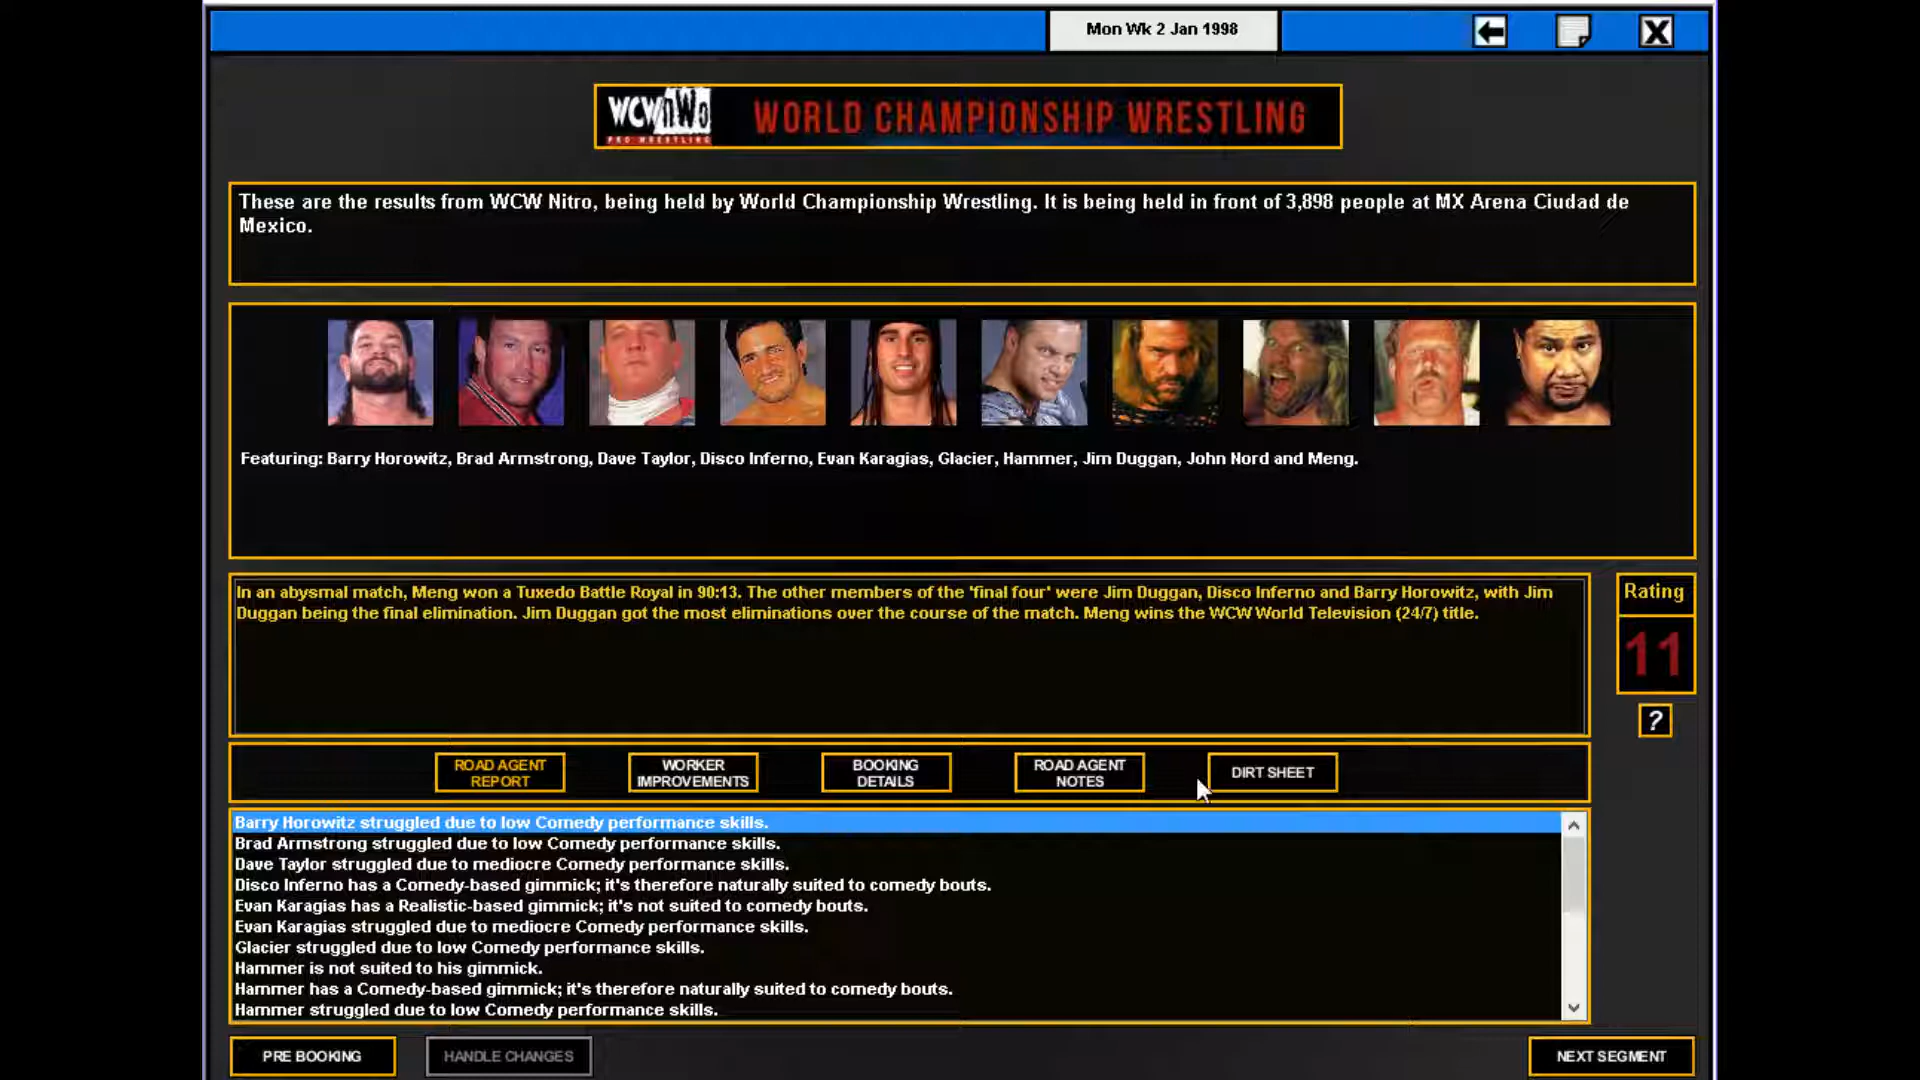 Mon Wk 2 Jan 1998
WCW nWo
PRO WRESTLING
WORLD CHAMPIONSHIP WRESTLING
These are the results from WCW Nitro, being held by World Championship Wrestling. It is being held in front of 3,898 people at MX Arena Ciudad de
Mexico.
Featuring: Barry Horowitz, Brad Armstrong, Dave Taylor, Disco Inferno, Evan Karagias, Glacier, Hammer, Jim Duggan, John Nord and Meng.
In an abysmal match, Meng won a Tuxedo Battle Royal in 90:13. The other members of the 'final four' were Jim Duggan, Disco Inferno and Barry Horowitz, with Jim
Duggan being the final elimination. Jim Duggan got the most eliminations over the course of the match. Meng wins the WCW World Television (24/7) title.
Rating
11
?
ROAD AGENT
REPORT
WORKER
IMPROVEMENTS
BOOKING
DETAILS
ROAD AGENT
NOTES
DIRT SHEET
Barry Horowitz struggled due to low Comedy performance skills.
Brad Armstrong struggled due to low Comedy performance skills.
Dave Taylor struggled due to mediocre Comedy performance skills.
Disco Inferno has a Comedy-based gimmick; it's therefore naturally suited to comedy bouts.
Evan Karagias has a Realistic-based gimmick; it's not suited to comedy bouts.
Evan Karagias struggled due to mediocre Comedy performance skills.
Glacier struggled due to low Comedy performance skills.
Hammer is not suited to his gimmick.
Hammer has a Comedy-based gimmick; it's therefore naturally suited to comedy bouts.
Hammer struggled due to low Comedy performance skills.
PRE BOOKING
HANDLE CHANGES
NEXT SEGMENT